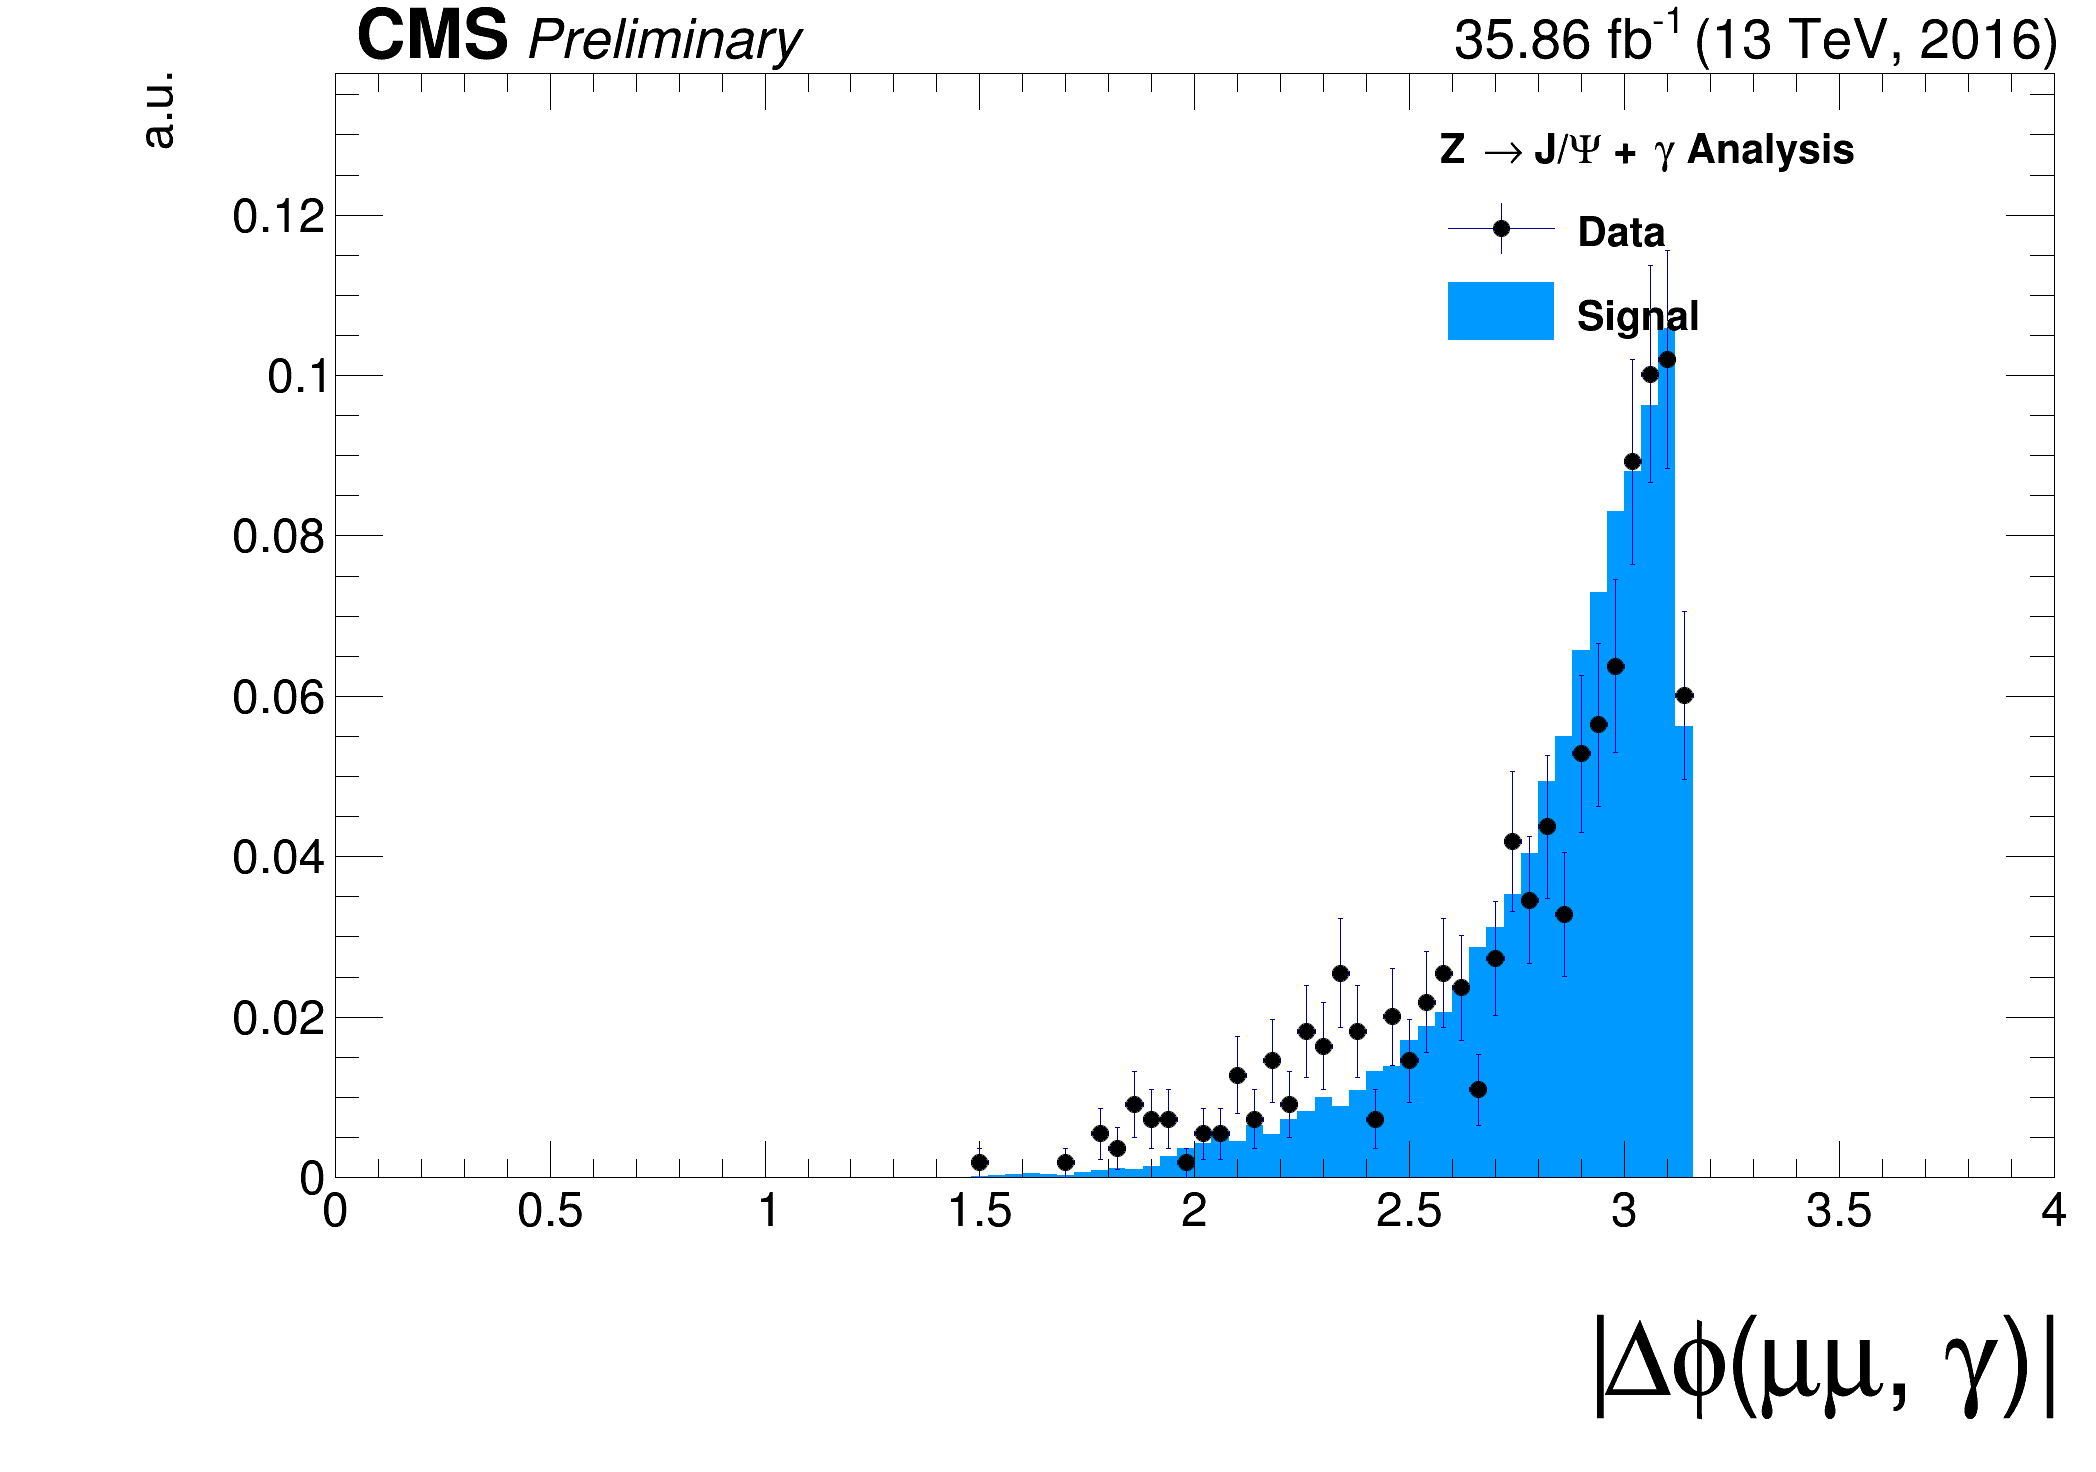 CMS Preliminary 35.86 fb⁻¹ (13 TeV, 2016)
a.u.
Z → J/Ψ + γ Analysis
Data
Signal
0.12
0.1
0.08
0.06
0.04
0.02
0
0 0.5 1 1.5 2 2.5 3 3.5 4
|Δϕ(μμ, γ)|